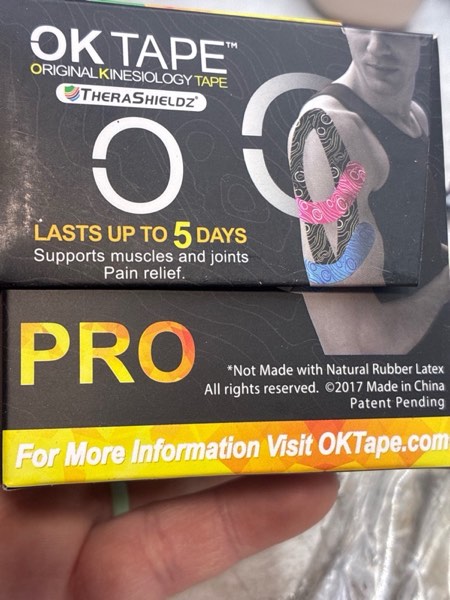 OK TAPE™
ORIGINAL KINESIOLOGY TAPE
THERASHIELDZ®
LASTS UP TO 5 DAYS
Supports muscles and joints
Pain relief.
PRO
*Not Made with Natural Rubber Latex
All rights reserved. ©2017 Made in China
Patent Pending
For More Information Visit OKTape.com